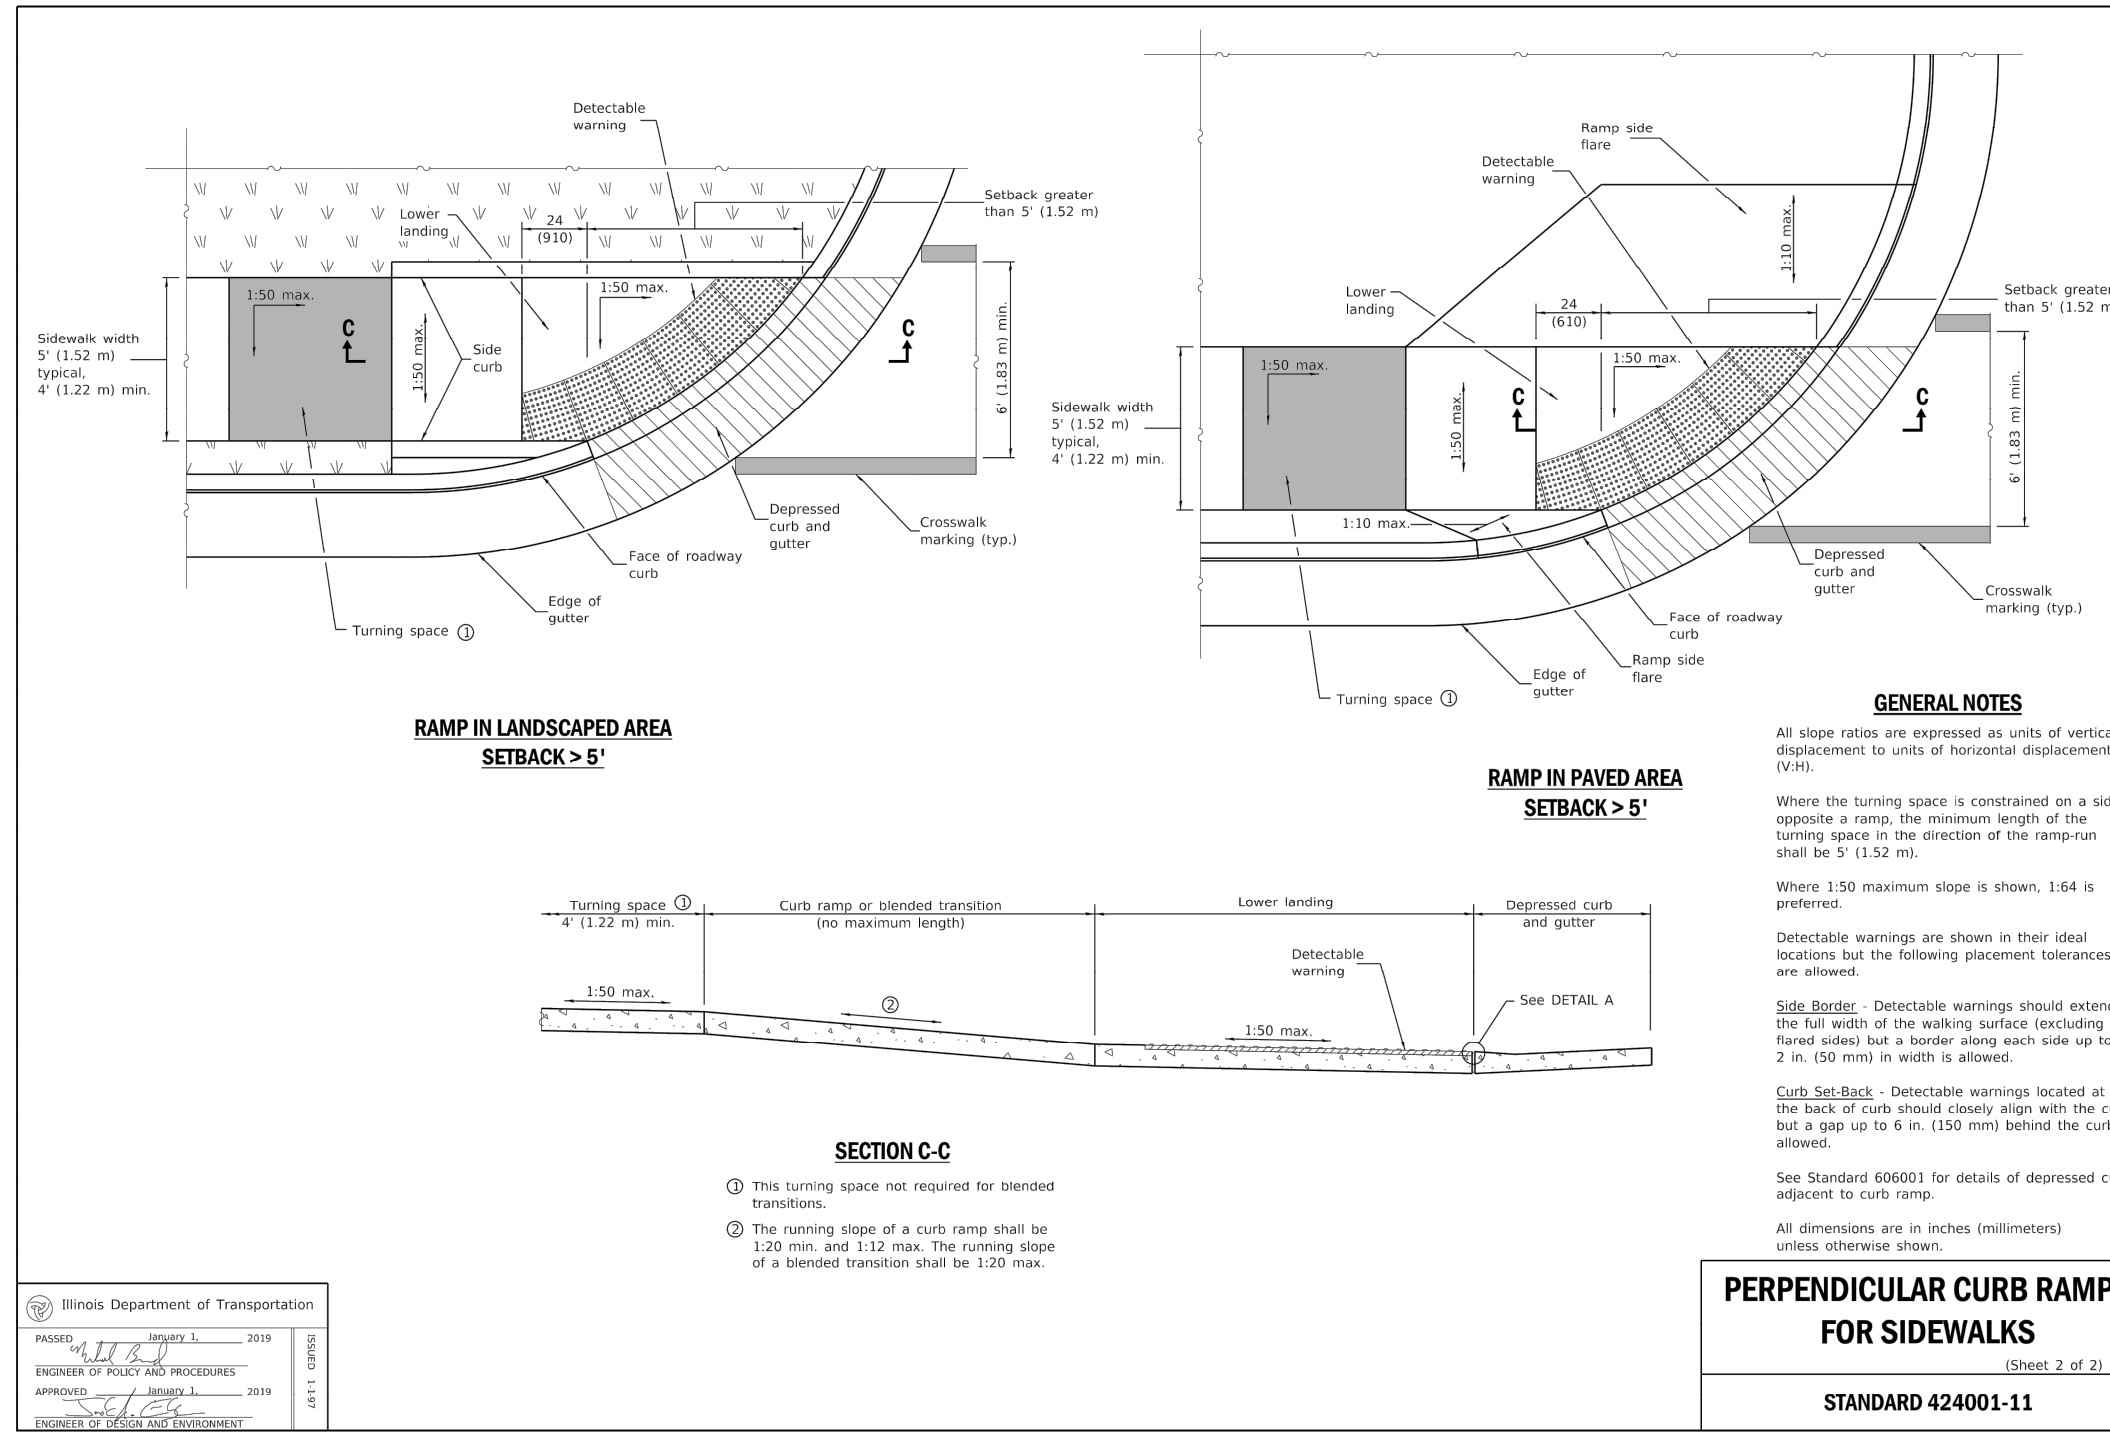 Detectable
warning
Setback greater
than 5' (1.52 m)
Lower
landing
24
(910)
1:50 max.
1:50 max.
C
C
Sidewalk width
5' (1.52 m)
typical,
4' (1.22 m) min.
1:50 max.
Side
curb
6' (1.83 m) min.
Depressed
curb and
gutter
Crosswalk
marking (typ.)
Face of roadway
curb
Edge of
gutter
Turning space ①
RAMP IN LANDSCAPED AREA
SETBACK > 5'
Ramp side
flare
Detectable
warning
1:10 max.
Lower
landing
Setback greater
than 5' (1.52 m
24
(610)
1:50 max.
1:50 max.
C
C
Sidewalk width
5' (1.52 m)
typical,
4' (1.22 m) min.
1:50 max.
6' (1.83 m) min.
1:10 max.
Depressed
curb and
gutter
Crosswalk
marking (typ.)
Face of roadway
curb
Ramp side
flare
Edge of
gutter
Turning space ①
RAMP IN PAVED AREA
SETBACK > 5'
GENERAL NOTES
All slope ratios are expressed as units of vertica
displacement to units of horizontal displacement
(V:H).
Where the turning space is constrained on a sid
opposite a ramp, the minimum length of the
turning space in the direction of the ramp-run
shall be 5' (1.52 m).
Where 1:50 maximum slope is shown, 1:64 is
preferred.
Detectable warnings are shown in their ideal
locations but the following placement tolerances
are allowed.
Side Border - Detectable warnings should extend
the full width of the walking surface (excluding
flared sides) but a border along each side up to
2 in. (50 mm) in width is allowed.
Curb Set-Back - Detectable warnings located at
the back of curb should closely align with the c
but a gap up to 6 in. (150 mm) behind the curb
allowed.
See Standard 606001 for details of depressed c
adjacent to curb ramp.
All dimensions are in inches (millimeters)
unless otherwise shown.
Turning space ①
4' (1.22 m) min.
Curb ramp or blended transition
(no maximum length)
Lower landing
Depressed curb
and gutter
Detectable
warning
1:50 max.
②
See DETAIL A
1:50 max.
SECTION C-C
① This turning space not required for blended
transitions.
② The running slope of a curb ramp shall be
1:20 min. and 1:12 max. The running slope
of a blended transition shall be 1:20 max.
Illinois Department of Transportation
PASSED January 1, 2019
ENGINEER OF POLICY AND PROCEDURES
APPROVED January 1, 2019
ENGINEER OF DESIGN AND ENVIRONMENT
ISSUED 1-1-97
PERPENDICULAR CURB RAMP
FOR SIDEWALKS
(Sheet 2 of 2)
STANDARD 424001-11